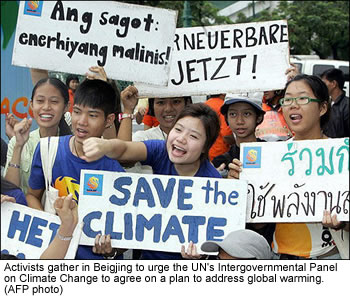 Ang sagot:
enerhiyang malinis!
RNEUERBARE
JETZT!
SAVE the
CLIMATE
HET
ร่วมกั
ใช้พลังงานส
Activists gather in Beigjing to urge the UN's Intergovernmental Panel
on Climate Change to agree on a plan to address global warming.
(AFP photo)